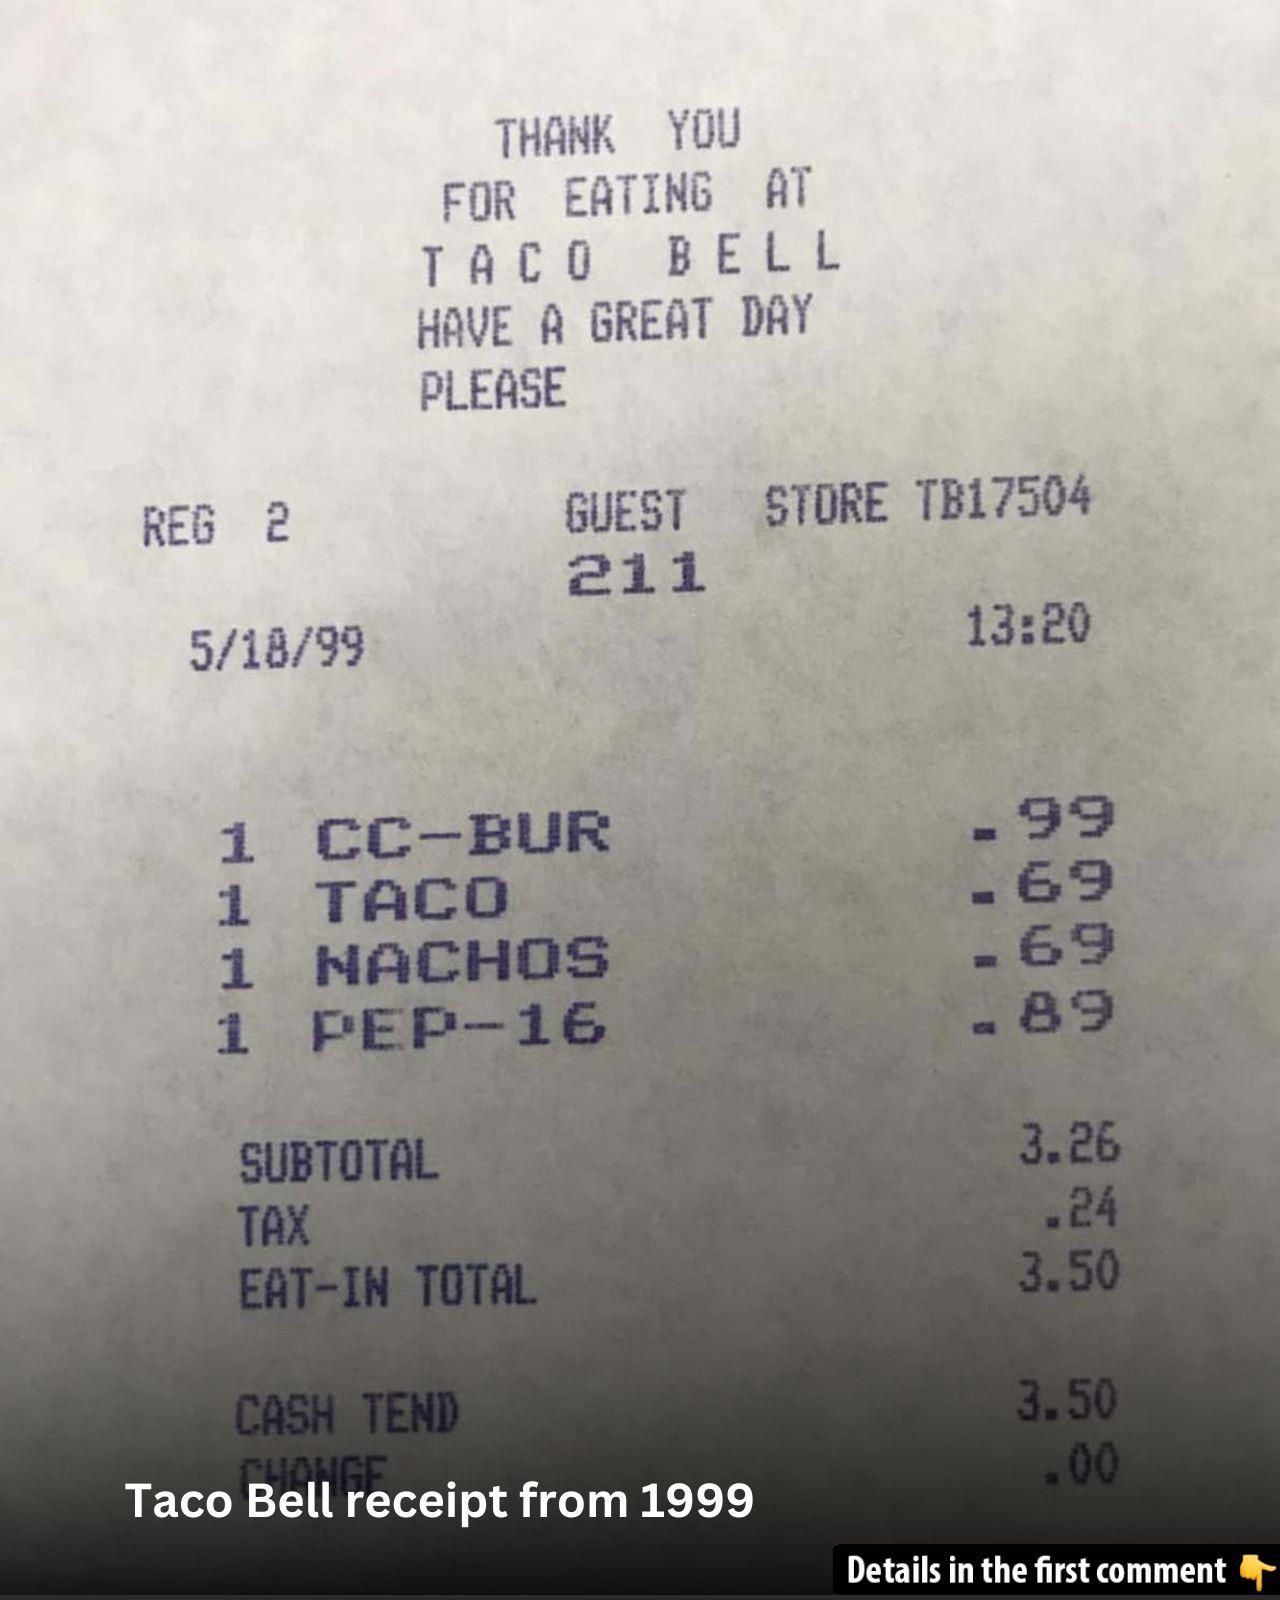 THANK YOU
FOR EATING AT
TACO BELL
HAVE A GREAT DAY
PLEASE
REG 2 GUEST STORE TB17504
211
5/18/99 13:20
1 CC-BUR .99
1 TACO .69
1 NACHOS .69
1 PEP-16 .89
SUBTOTAL 3.26
TAX .24
EAT-IN TOTAL 3.50
CASH TEND 3.50
CHANGE .00
Taco Bell receipt from 1999
Details in the first comment 👇